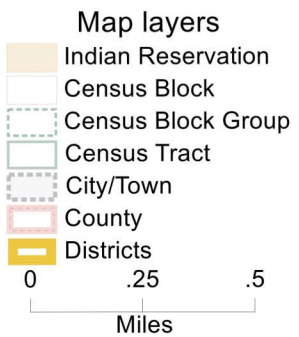 Map layers
Indian Reservation
Census Block
Census Block Group
Census Tract
City/Town
County
Districts
0 .25 .5
Miles